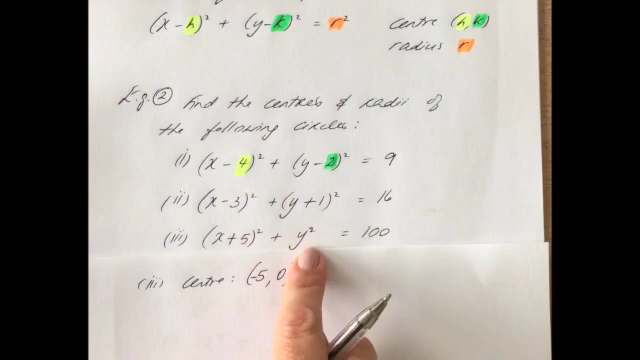 (x-h)² + (y-k)² = r² centre (h, k)
radius r
E.g. ② Find the centres & radii of
the following circles:
(i) (x-4)² + (y-2)² = 9
(ii) (x-3)² + (y+1)² = 16
(iii) (x+5)² + y² = 100
(iii) centre: (-5, 0